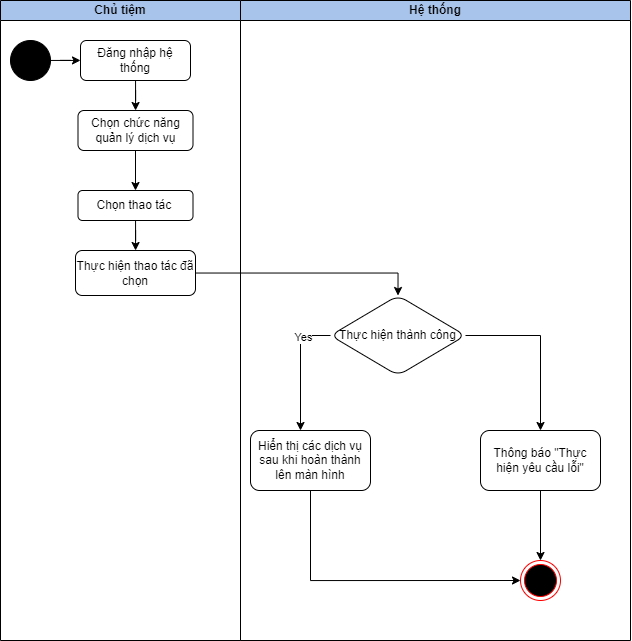 Chủ tiệm
Hệ thống
Đăng nhập hệ
thống
Chọn chức năng
quản lý dịch vụ
Chọn thao tác
Thực hiện thao tác đã
chọn
Thực hiện thành công
Yes
Hiển thị các dịch vụ
sau khi hoàn thành
lên màn hình
Thông báo "Thực
hiện yêu cầu lỗi"